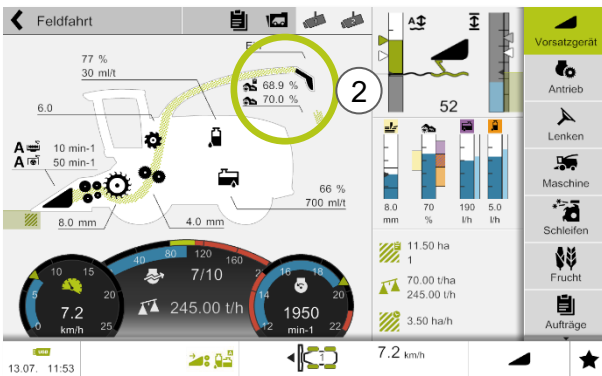 Feldfahrt
77 %
30 ml/t
68.9 %
70.0 %
2
6.0
A
10 min-1
A
50 min-1
8.0 mm
4.0 mm
66 %
700 ml/t
A
52
8.0
mm
70
%
190
l/h
5.0
l/h
11.50 ha
1
70.00 t/ha
245.00 t/h
3.50 ha/h
0
5
10
15
20
25
7.2
km/h
40
80
120
160
7/10
245.00 t/h
12
14
16
18
20
22
1950
min-1
Vorsatzgerät
Antrieb
Lenken
Maschine
Schleifen
Frucht
Aufträge
13.07. 11:53
1
7.2 km/h